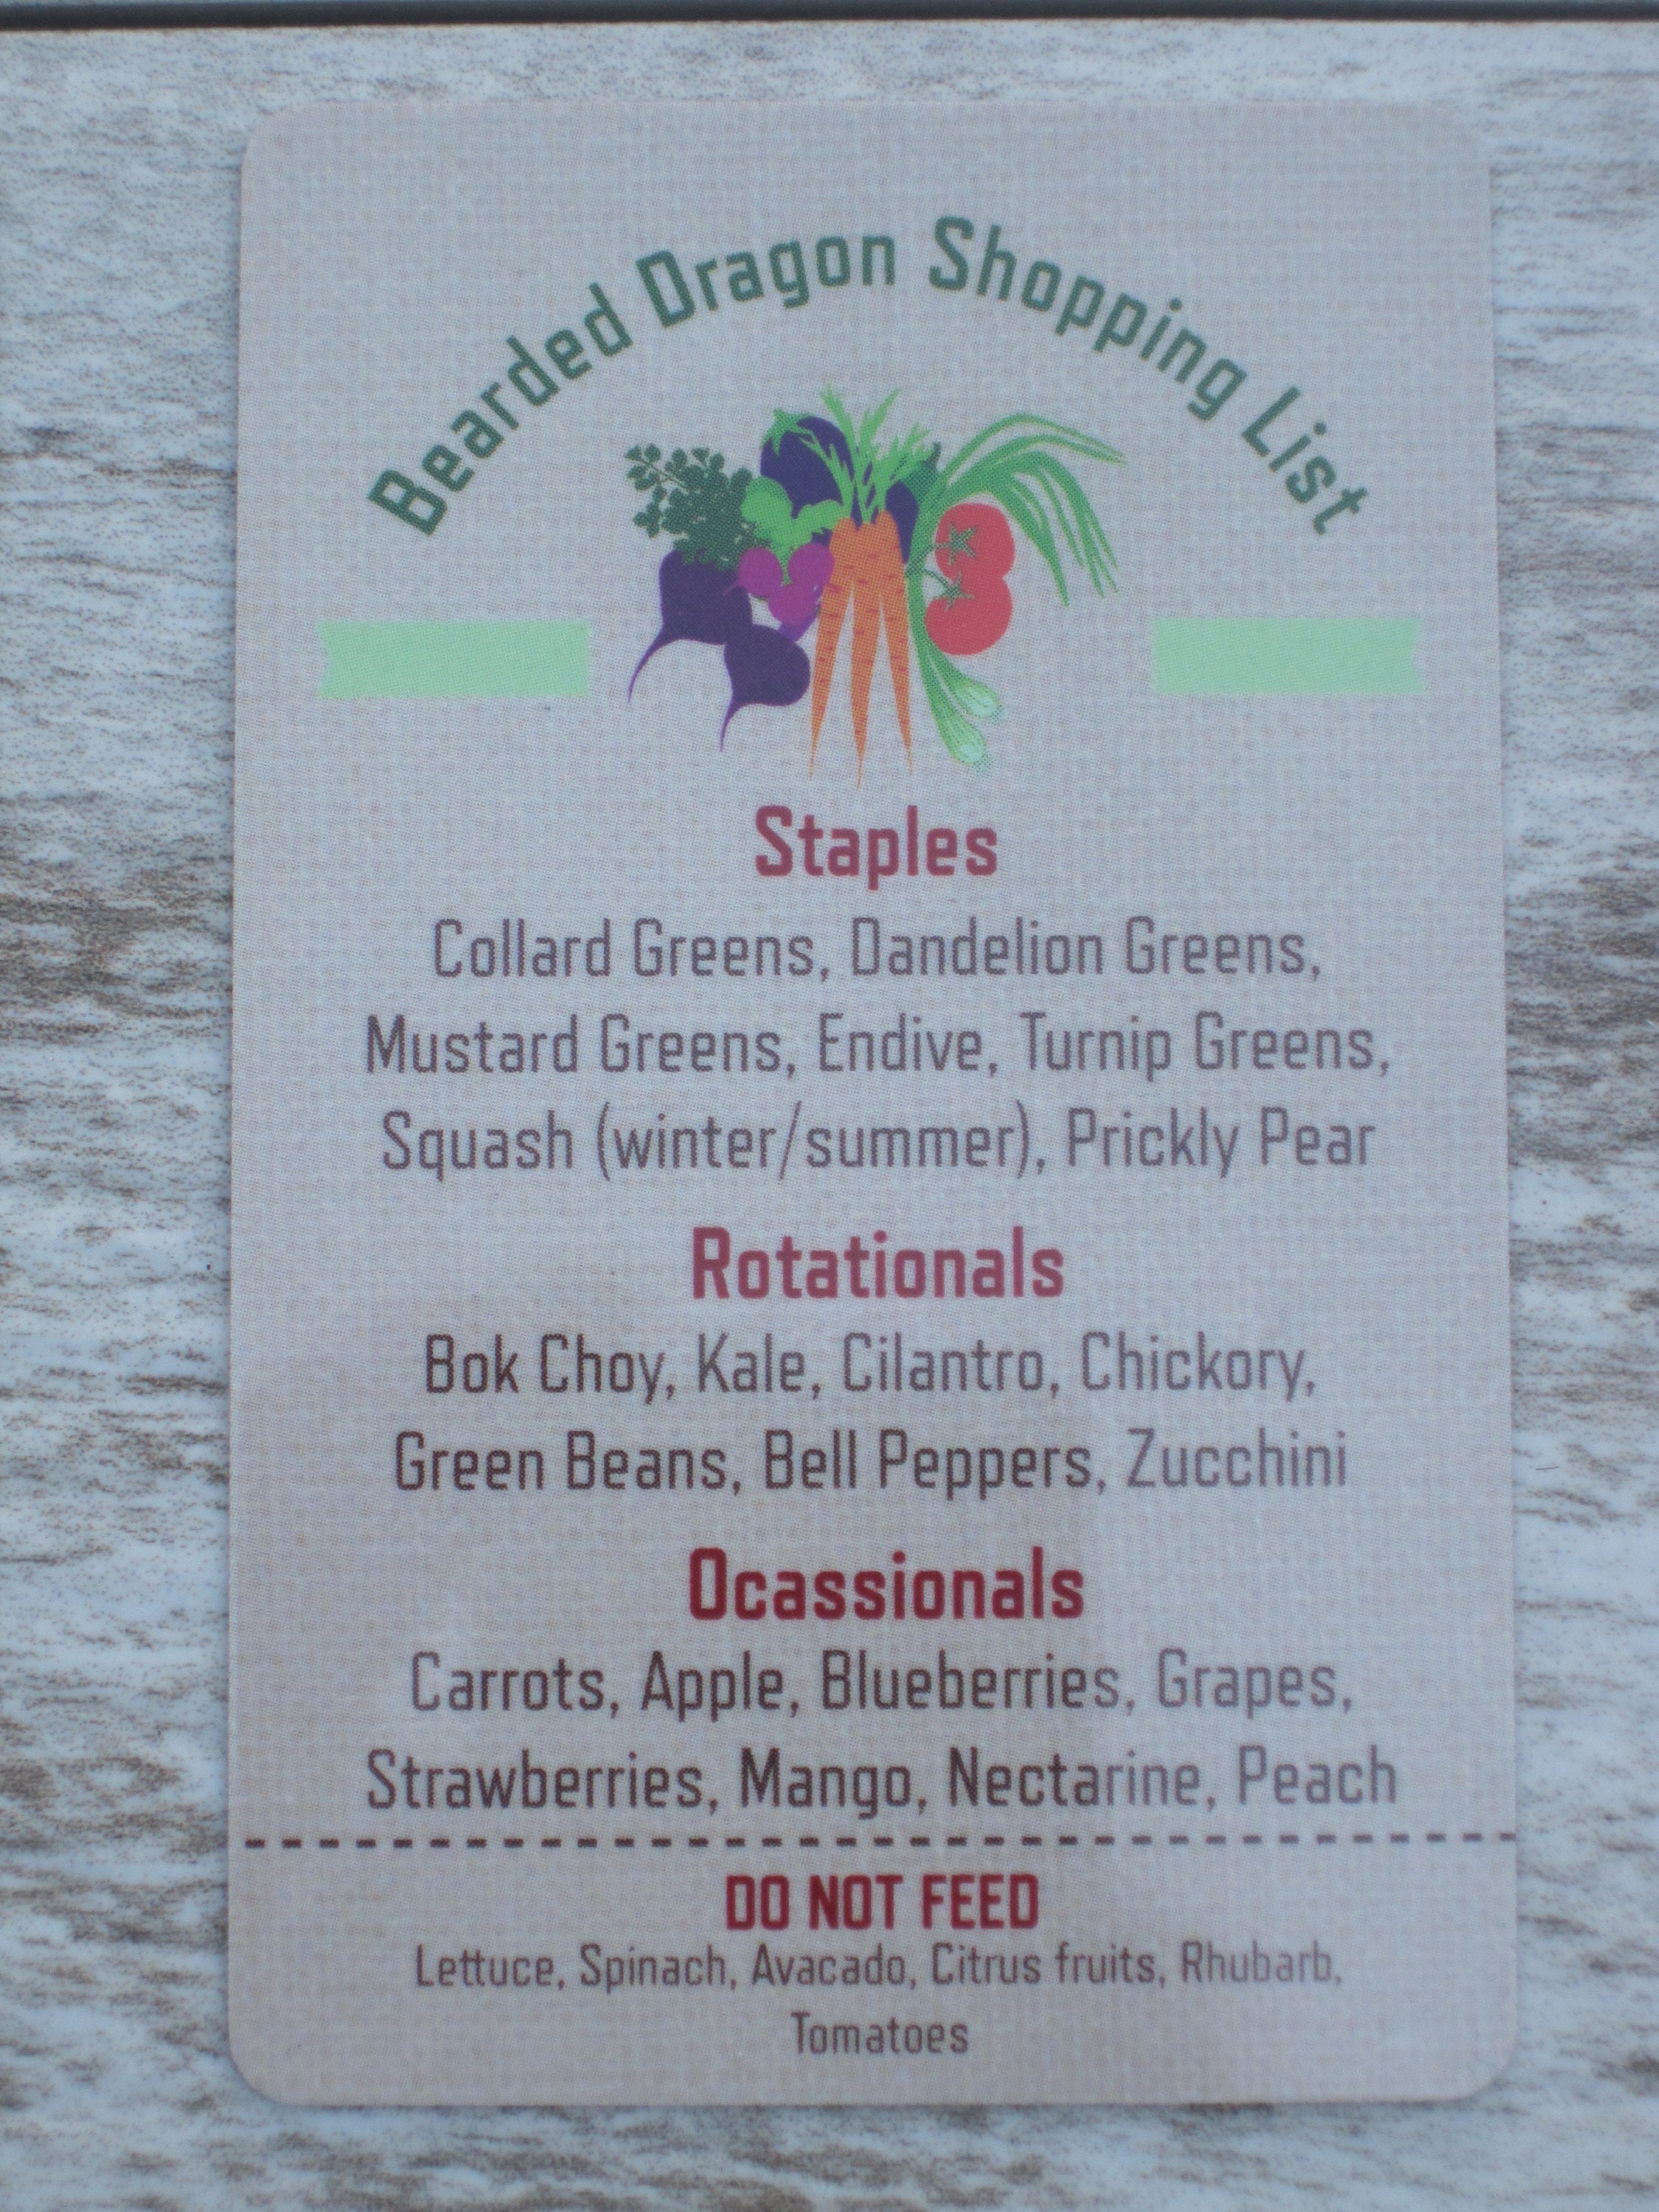 Bearded Dragon Shopping List
Staples
Collard Greens, Dandelion Greens,
Mustard Greens, Endive, Turnip Greens,
Squash (winter/summer), Prickly Pear
Rotationals
Bok Choy, Kale, Cilantro, Chickory,
Green Beans, Bell Peppers, Zucchini
Ocassionals
Carrots, Apple, Blueberries, Grapes,
Strawberries, Mango, Nectarine, Peach
DO NOT FEED
Lettuce, Spinach, Avacado, Citrus fruits, Rhubarb,
Tomatoes